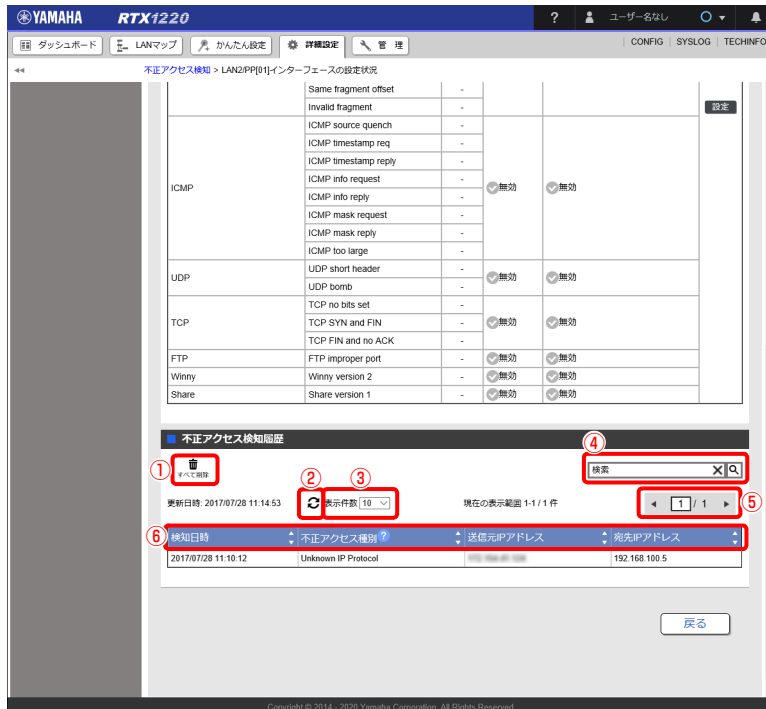 YAMAHA RTX1220 ? ユーザー名なし
ダッシュボード LANマップ かんたん設定 詳細設定 管 理 CONFIG SYSLOG TECHINFO
不正アクセス検知 > LAN2/PP[01]インターフェースの設定状況
Same fragment offset -
Invalid fragment - 設定
ICMP source quench -
ICMP timestamp req -
ICMP timestamp reply -
ICMP info request -
ICMP 無効 無効
ICMP info reply -
ICMP mask request -
ICMP mask reply -
ICMP too large -
UDP UDP short header - 無効 無効
UDP bomb -
TCP no bits set -
TCP TCP SYN and FIN - 無効 無効
TCP FIN and no ACK -
FTP FTP improper port - 無効 無効
Winny Winny version 2 - 無効 無効
Share Share version 1 - 無効 無効
不正アクセス検知履歴
① すべて削除 ④ 検索
更新日時: 2017/07/28 11:14:53 ② ③ 表示件数 10 現在の表示範囲 1-1 / 1 件 1 / 1 ⑤
⑥ 検知日時 不正アクセス種別 ? 送信元IPアドレス 宛先IPアドレス
2017/07/28 11:10:12 Unknown IP Protocol 192.168.100.5
戻る
Copyright © 2014 - 2020 Yamaha Corporation. All Rights Reserved.